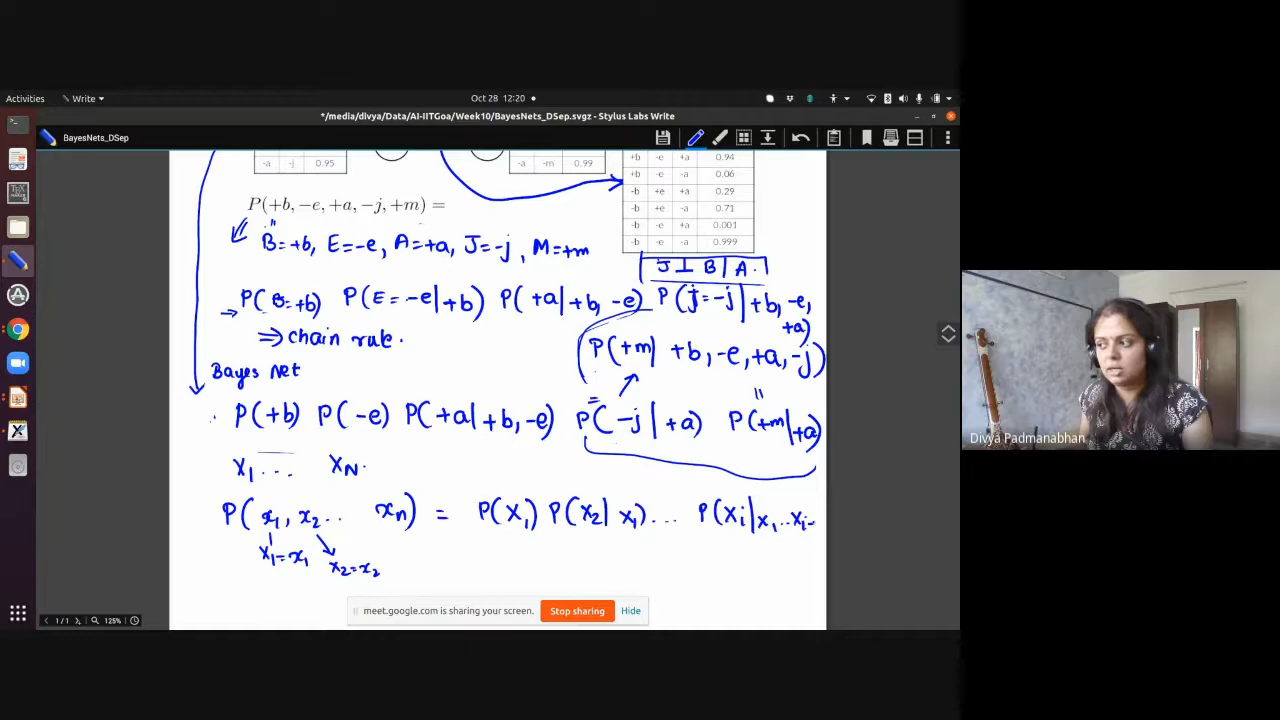 Activities Write ▾ Oct 28 12:20
*/media/divya/Data/AI-IITGoa/Week10/BayesNets_DSep.svgz - Stylus Labs Write
BayesNets_DSep
-a -j 0.95
-a -m 0.99
+b -e +a 0.94
+b -e -a 0.06
-b +e +a 0.29
-b +e -a 0.71
-b -e +a 0.001
-b -e -a 0.999
P(+b, −e, +a, −j, +m) =
B=+b, E=-e, A=+a, J=-j, M=+m
J ⊥ B | A.
P(B=+b) P(E=-e|+b) P(+a|+b,-e) P(j=-j|+b,-e,
+a)
⇒ chain rule.
P(+m| +b,-e,+a,-j)
Bayes net
P(+b) P(-e) P(+a|+b,-e) P(-j|+a) P(+m|+a)
X1... XN.
P(x1, x2.. xn) = P(X1) P(X2|X1)... P(Xi|X1..Xi-
X1=x1
X2=x2
meet.google.com is sharing your screen. Stop sharing Hide
1/1 125%
Divya Padmanabhan